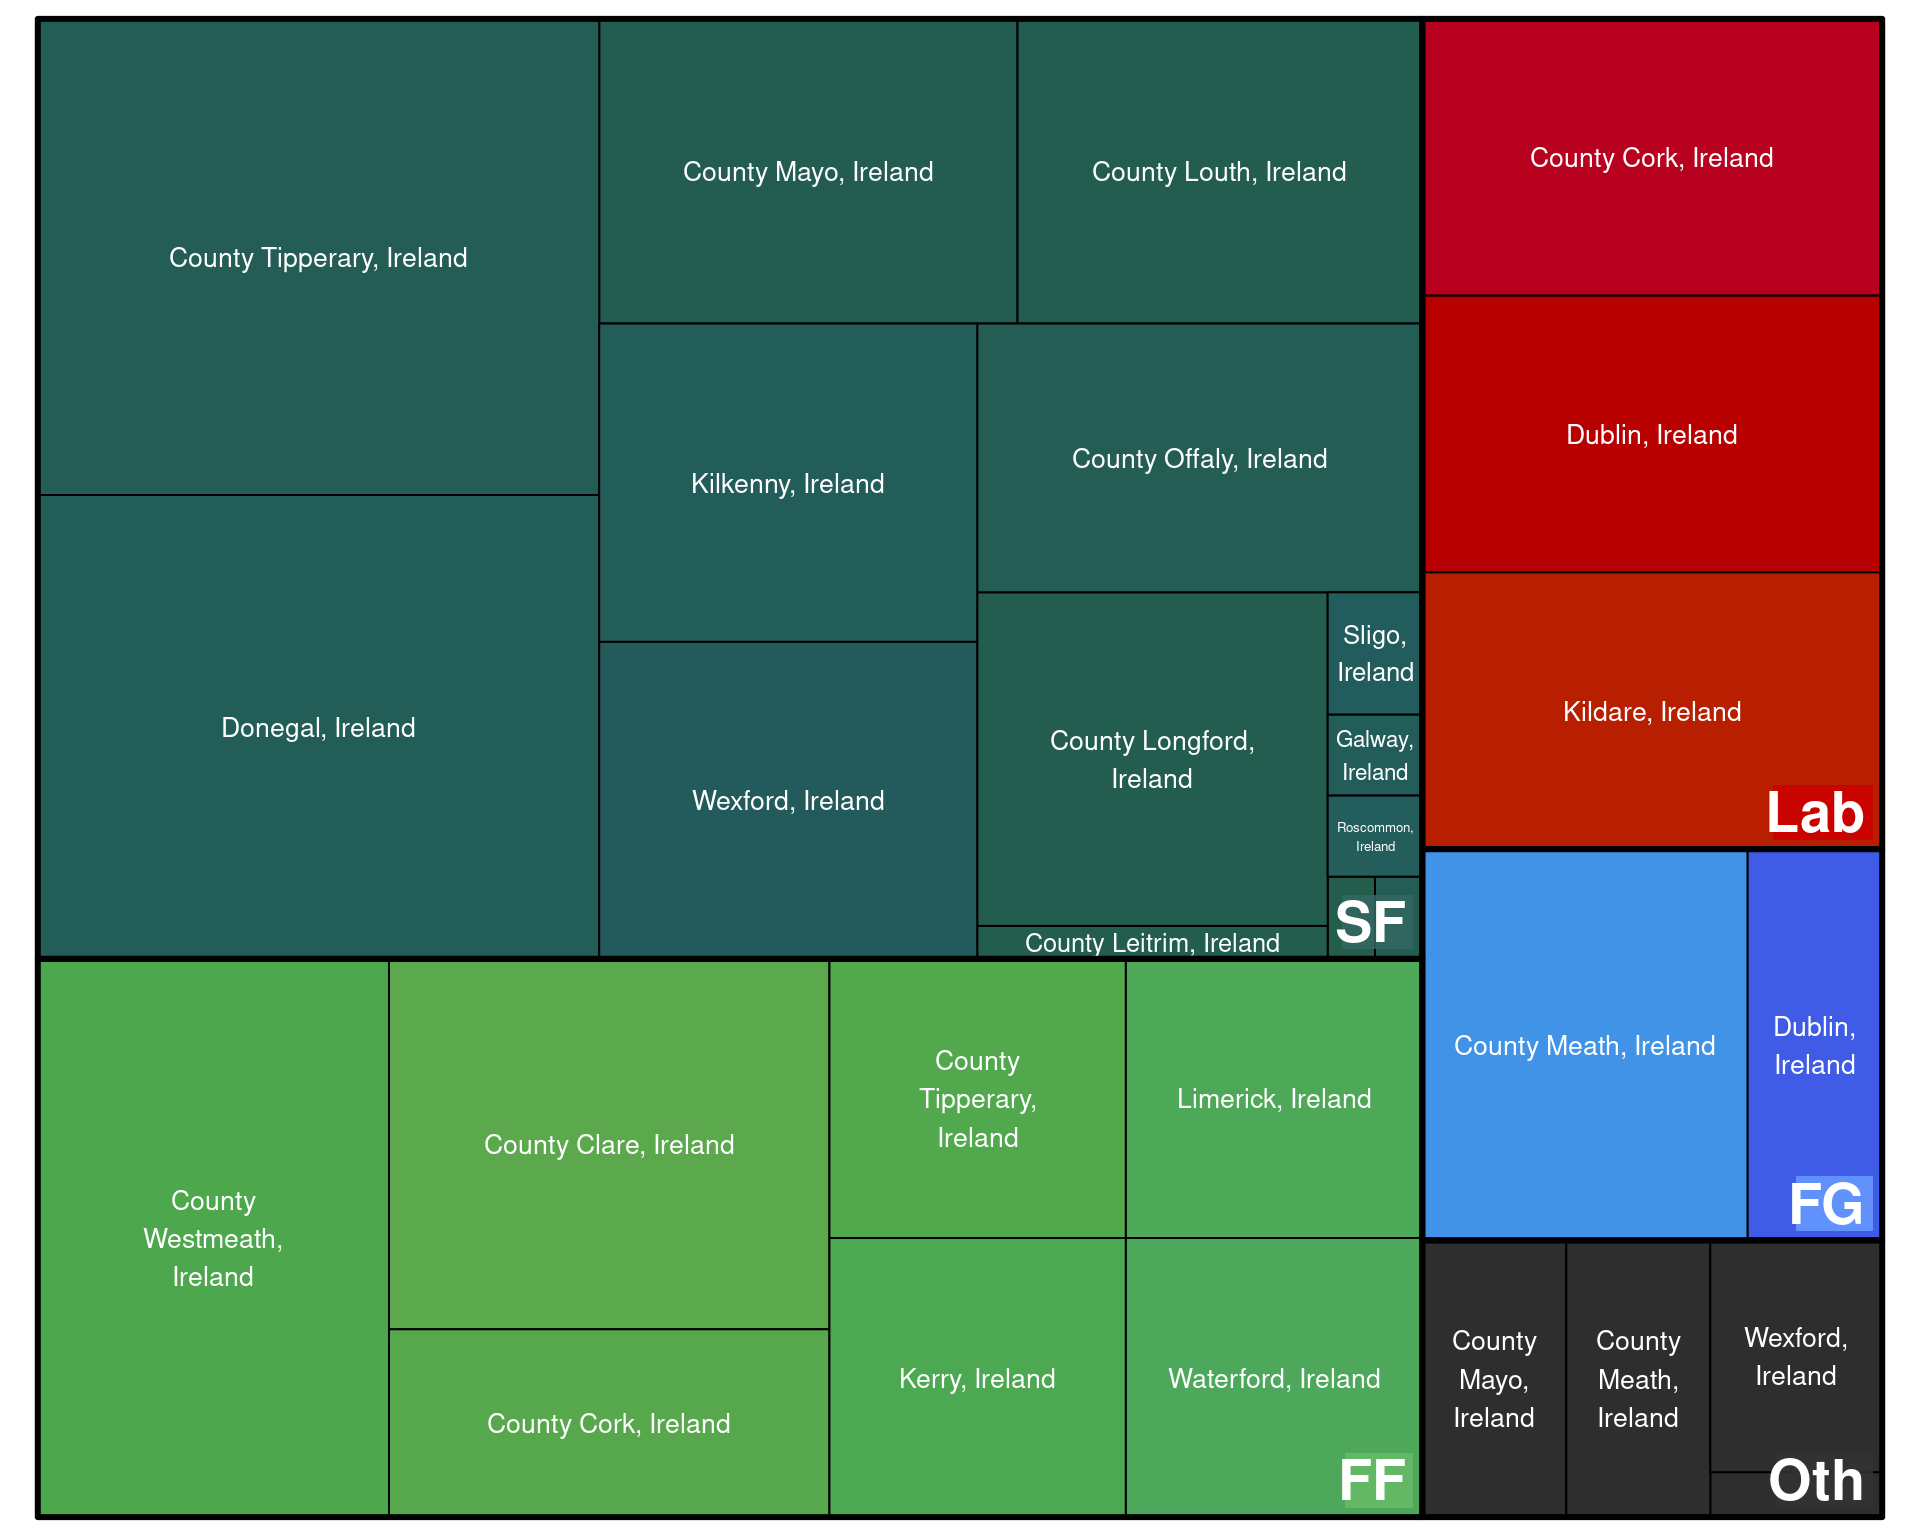 County Tipperary, Ireland
Donegal, Ireland
County Mayo, Ireland
County Louth, Ireland
Kilkenny, Ireland
Wexford, Ireland
County Offaly, Ireland
County Longford,
Ireland
County Leitrim, Ireland
Sligo,
Ireland
Galway,
Ireland
Roscommon,
Ireland
SF
County
Westmeath,
Ireland
County Clare, Ireland
County Cork, Ireland
County
Tipperary,
Ireland
Limerick, Ireland
Kerry, Ireland
Waterford, Ireland
FF
County Cork, Ireland
Dublin, Ireland
Kildare, Ireland
Lab
County Meath, Ireland
Dublin,
Ireland
FG
County
Mayo,
Ireland
County
Meath,
Ireland
Wexford,
Ireland
Oth